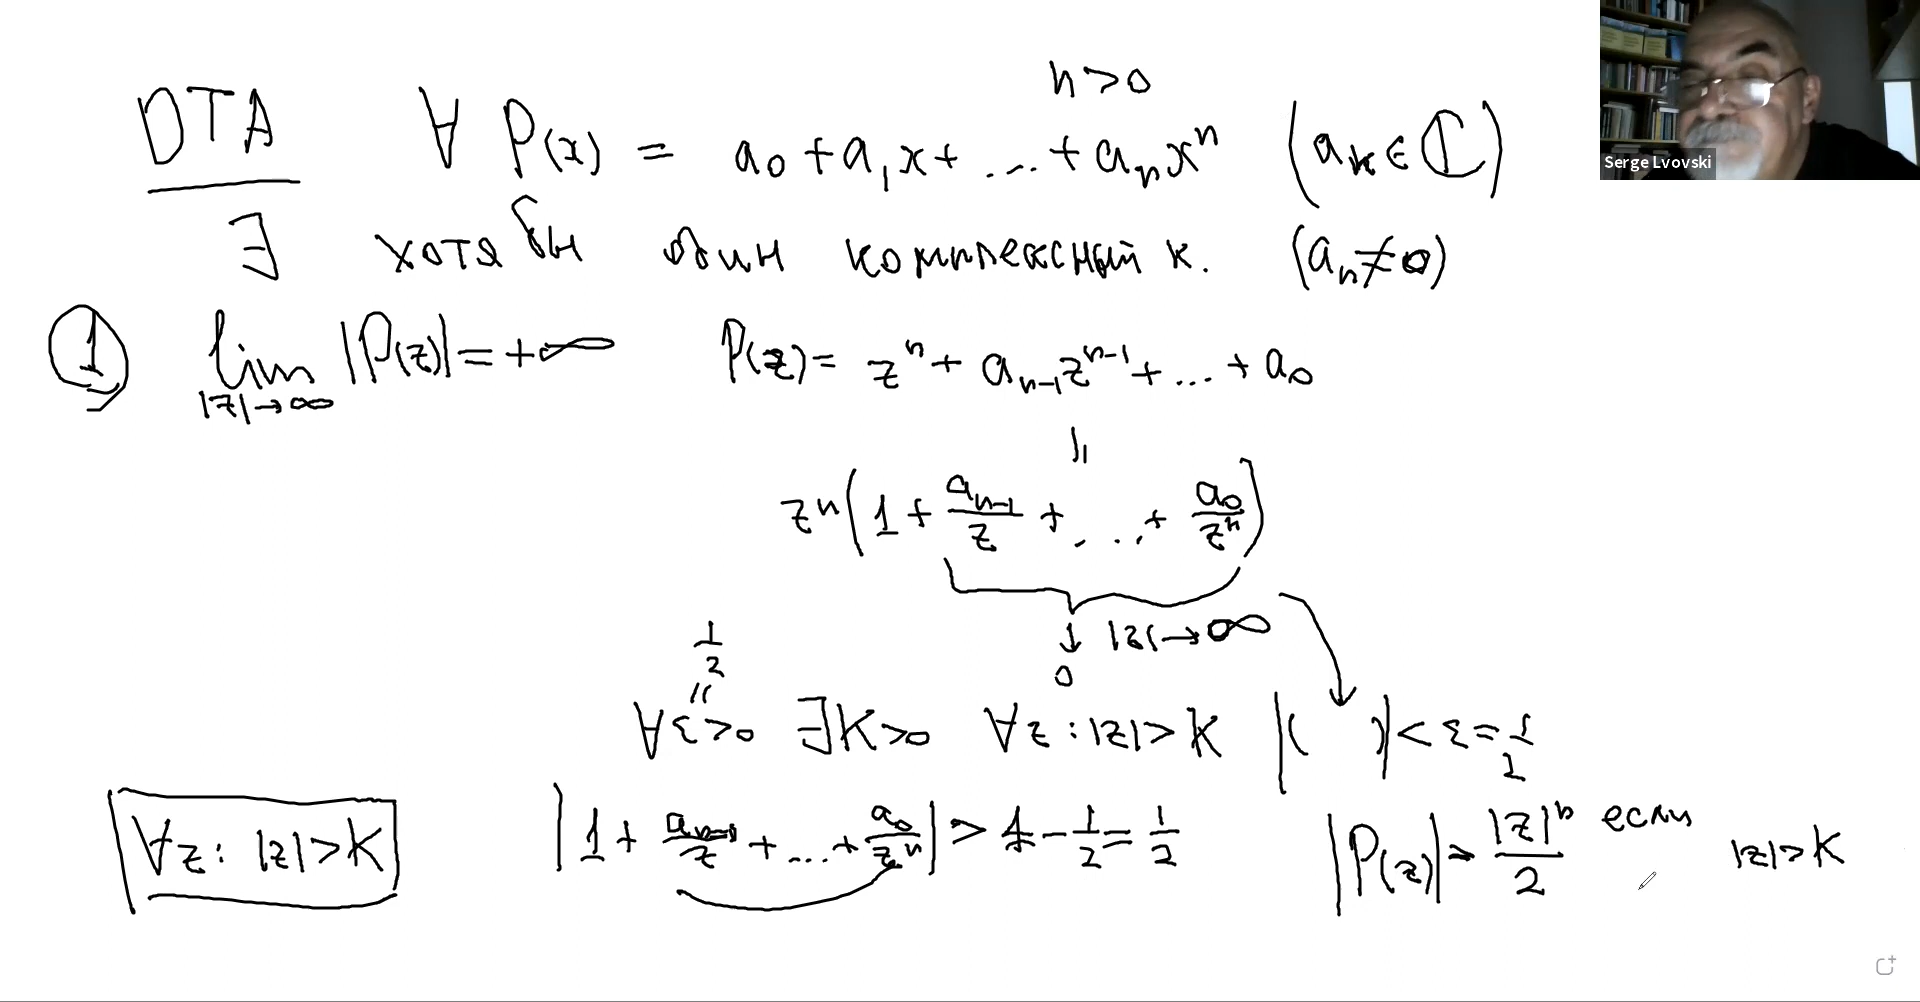 n>0
ОТА ∀ P(x) = a₀ + a₁x + ... + aₙxⁿ (aₖ ∈ ℂ)
∃ хотя бы один комплексный к. (aₙ ≠ 0)
① lim |P(z)| = +∞ P(z) = zⁿ + aₙ₋₁zⁿ⁻¹ + ... + a₀
|z|→∞
||
zⁿ(1 + aₙ₋₁/z + ... + a₀/zⁿ)
↓ |z|→∞
0
1/2
||
∀ε>0 ∃K>0 ∀z : |z|>K |( )| < ε = 1/2
∀z : |z|>K |1 + aₙ₋₁/z + ... + a₀/zⁿ| > 1 - 1/2 = 1/2 |P(z)| > |z|ⁿ/2 если |z|>K
Serge Lvovski